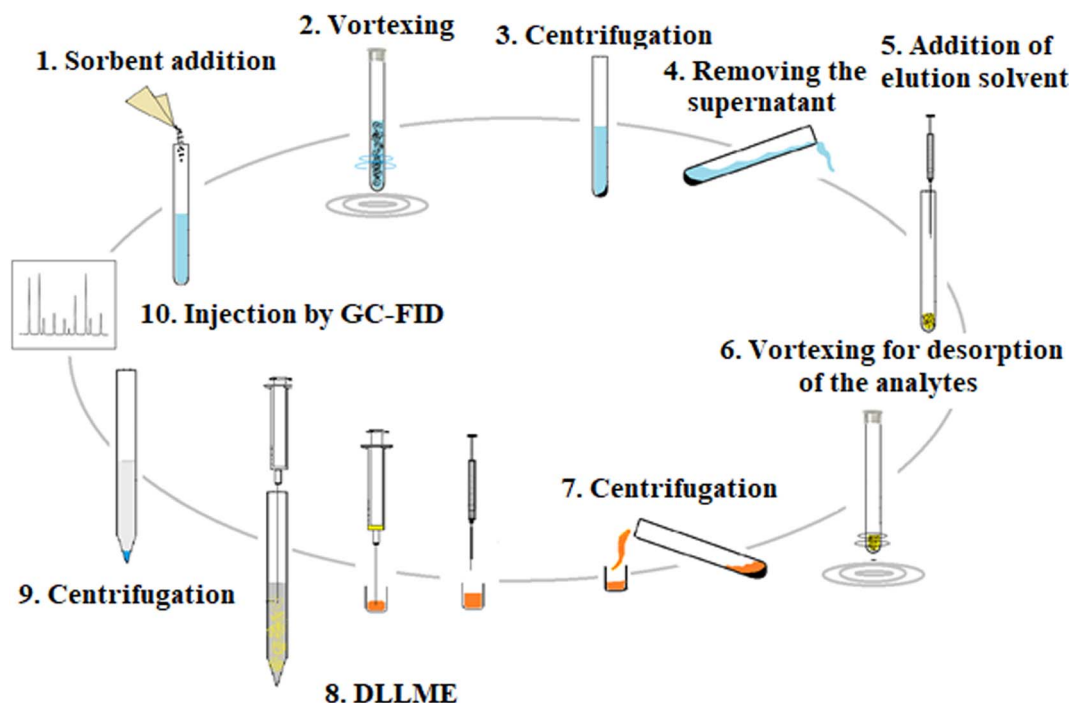 1. Sorbent addition
2. Vortexing
3. Centrifugation
4. Removing the
supernatant
5. Addition of
elution solvent
6. Vortexing for desorption
of the analytes
7. Centrifugation
8. DLLME
9. Centrifugation
10. Injection by GC-FID